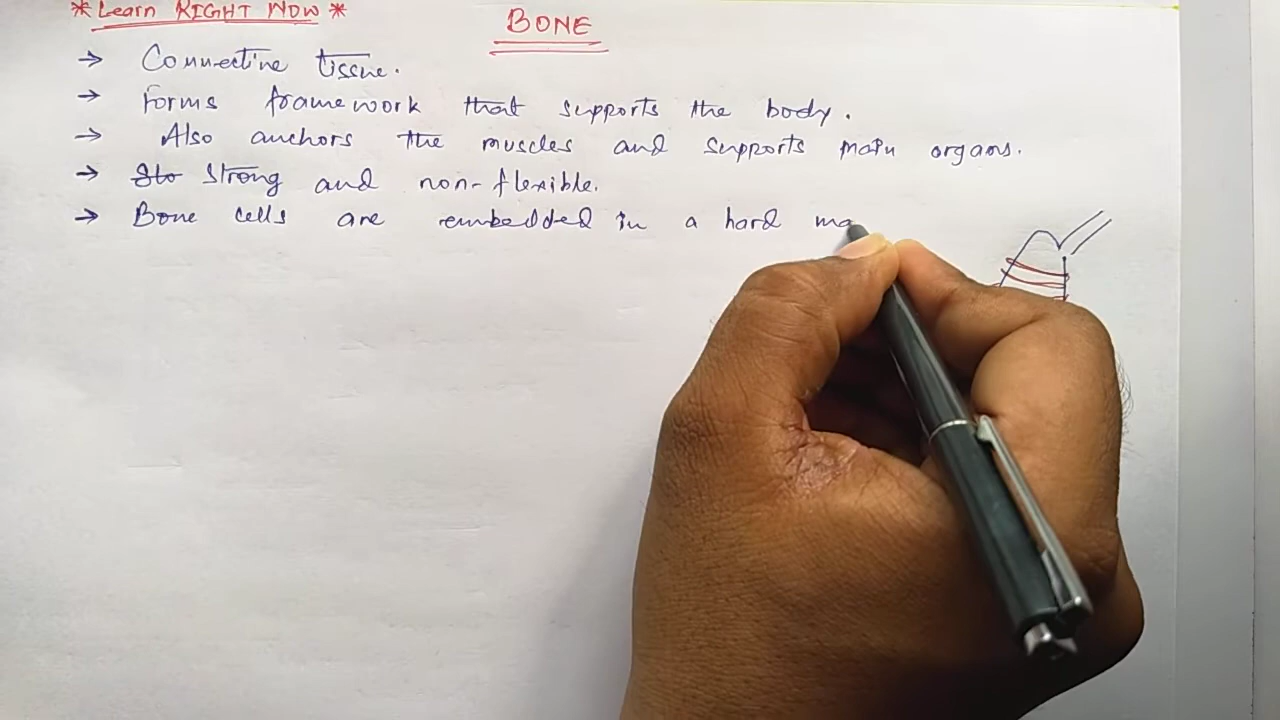 *Learn RIGHT NOW*
BONE
→ Connective tissue.
→ Forms framework that supports the body.
→ Also anchors the muscles and supports main organs.
→ Sto Strong and non-flexible.
→ Bone cells are embedded in a hard ma